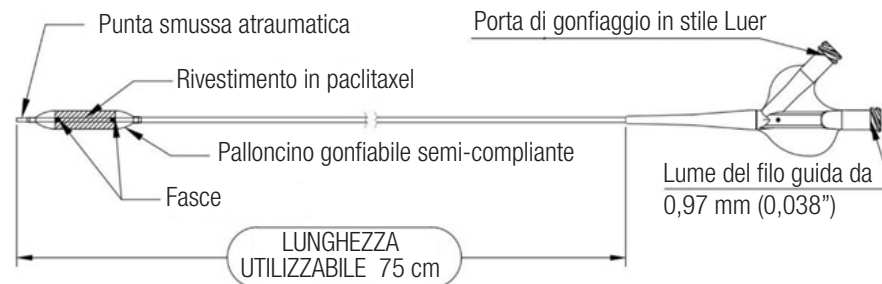 Punta smussa atraumatica
Porta di gonfiaggio in stile Luer
Rivestimento in paclitaxel
Palloncino gonfiabile semi-compliante
Fasce
Lume del filo guida da
0,97 mm (0,038”)
LUNGHEZZA
UTILIZZABILE 75 cm